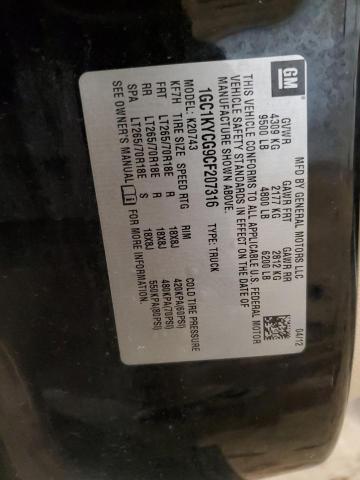 GM
MFD BY GENERAL MOTORS LLC
04/12
GVWR GAWR FRT GAWR RR
4309 KG 2177 KG 2812 KG
9500 LB 4800 LB 6200 LB
THIS VEHICLE CONFORMS TO ALL APPLICABLE U.S. FEDERAL MOTOR
VEHICLE SAFETY STANDARDS IN EFFECT ON THE DATE OF
MANUFACTURE SHOWN ABOVE.
1GC1KYCG9CF207316 TYPE: TRUCK
MODEL: K20743
KF7H TIRE SIZE SPEED RTG RIM COLD TIRE PRESSURE
FRT LT265/70R18E R 18X8J 420KPA(60PSI)
RR LT265/70R18E R 18X8J 480KPA(70PSI)
SPA LT265/70R18E S 18X8J 550KPA(80PSI)
SEE OWNER'S MANUAL FOR MORE INFORMATION.